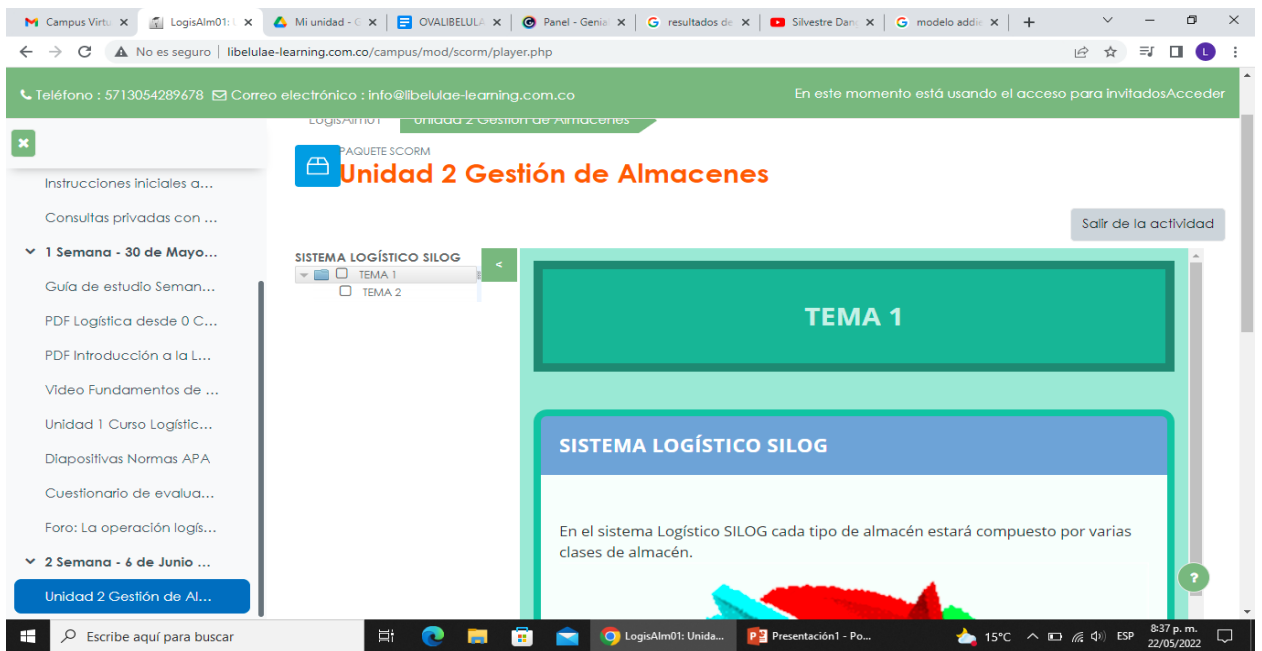 Campus Virtu
LogisAlm01: U
Mi unidad - G
OVALIBELULA
Panel - Genial
resultados de
Silvestre Dang
modelo addie
No es seguro | libelulae-learning.com.co/campus/mod/scorm/player.php
L
Teléfono : 5713054289678 Correo electrónico : info@libelulae-learning.com.co
En este momento está usando el acceso para invitadosAcceder
LogisAlm01 Unidad 2 Gestión de Almacenes
PAQUETE SCORM
Unidad 2 Gestión de Almacenes
Salir de la actividad
Instrucciones iniciales a...
Consultas privadas con ...
1 Semana - 30 de Mayo...
Guía de estudio Seman...
PDF Logística desde 0 C...
PDF Introducción a la L...
Video Fundamentos de ...
Unidad 1 Curso Logístic...
Diapositivas Normas APA
Cuestionario de evalua...
Foro: La operación logís...
2 Semana - 6 de Junio ...
Unidad 2 Gestión de Al...
SISTEMA LOGÍSTICO SILOG
TEMA 1
TEMA 2
<
TEMA 1
SISTEMA LOGÍSTICO SILOG
En el sistema Logístico SILOG cada tipo de almacén estará compuesto por varias
clases de almacén.
?
Escribe aquí para buscar
LogisAlm01: Unida...
Presentación1 - Po...
15°C
ESP
8:37 p. m.
22/05/2022